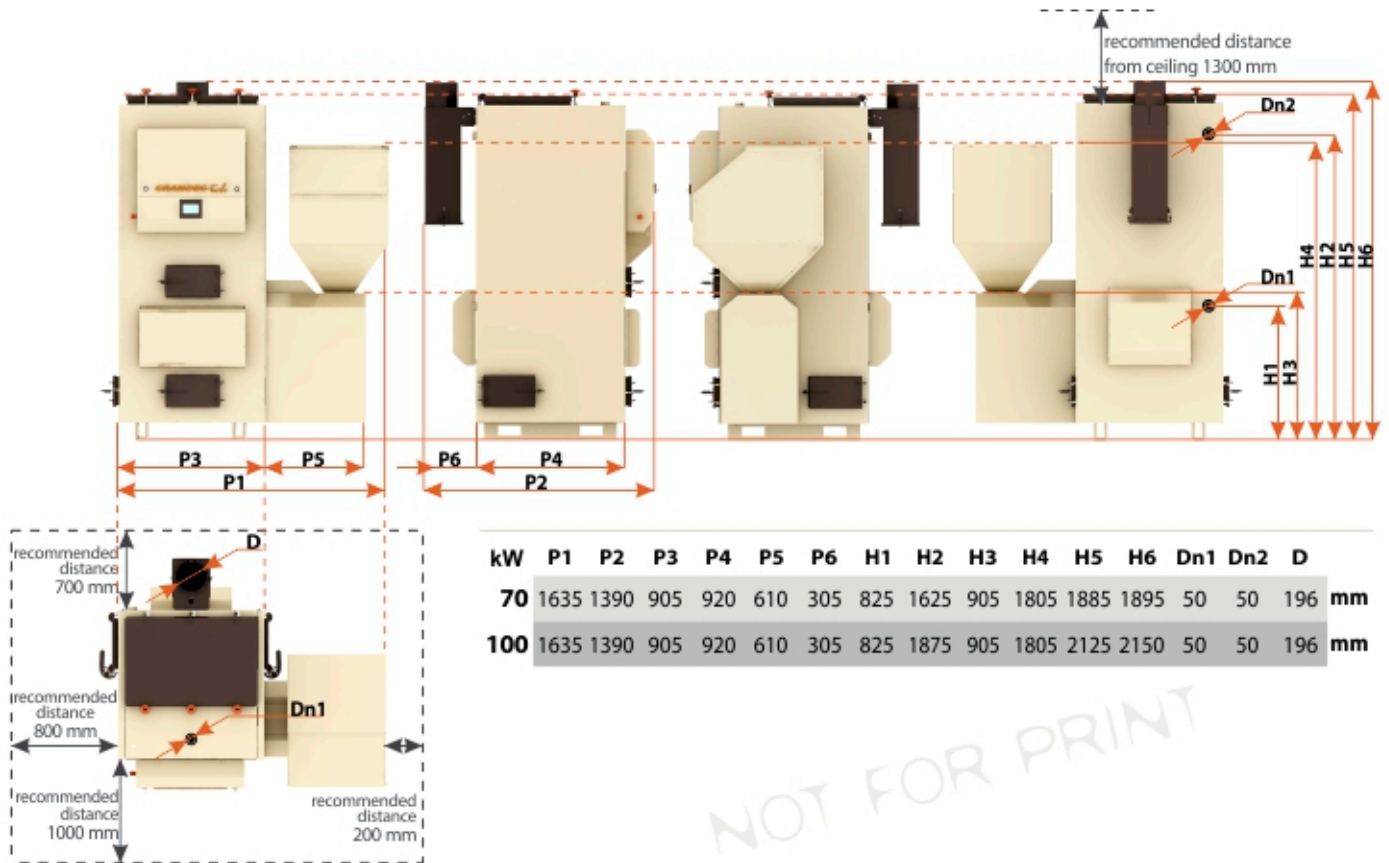 recommended distance
from ceiling 1300 mm
Dn2
Dn1
H4
H2
H5
H6
H1
H3
P3
P5
P6
P4
P1
P2
D
recommended
distance
700 mm
recommended
distance
800 mm
Dn1
recommended
distance
1000 mm
recommended
distance
200 mm
kW P1 P2 P3 P4 P5 P6 H1 H2 H3 H4 H5 H6 Dn1 Dn2 D
70 1635 1390 905 920 610 305 825 1625 905 1805 1885 1895 50 50 196 mm
100 1635 1390 905 920 610 305 825 1875 905 1805 2125 2150 50 50 196 mm
NOT FOR PRINT